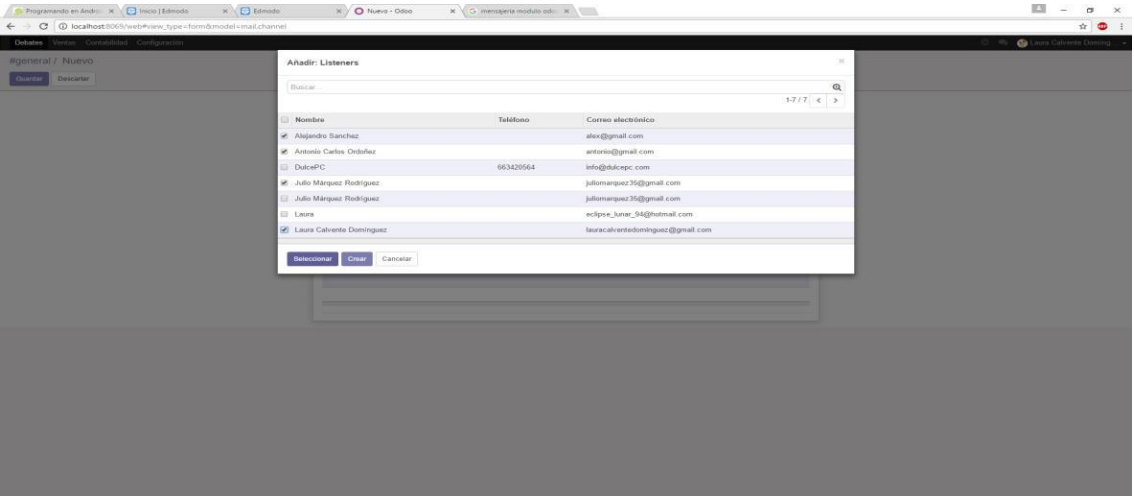 Programando en Androi
Inicio | Edmodo
Edmodo
Nuevo - Odoo
mensajeria modulo odo
localhost:8069/web#view_type=form&model=mail.channel
Debates Ventas Contabilidad Configuración
Laura Calvente Doming
#general / Nuevo
Guardar Descartar
Añadir: Listeners
Buscar...
1-7 / 7
Nombre Teléfono Correo electrónico
Alejandro Sanchez alex@gmail.com
Antonio Carlos Ordoñez antonio@gmail.com
DulcePC 663420564 info@dulcepc.com
Julio Márquez Rodríguez juliomarquez35@gmail.com
Julio Márquez Rodríguez juliomarquez35@gmail.com
Laura eclipse_lunar_94@hotmail.com
Laura Calvente Domínguez lauracalventedominguez@gmail.com
Seleccionar Crear Cancelar